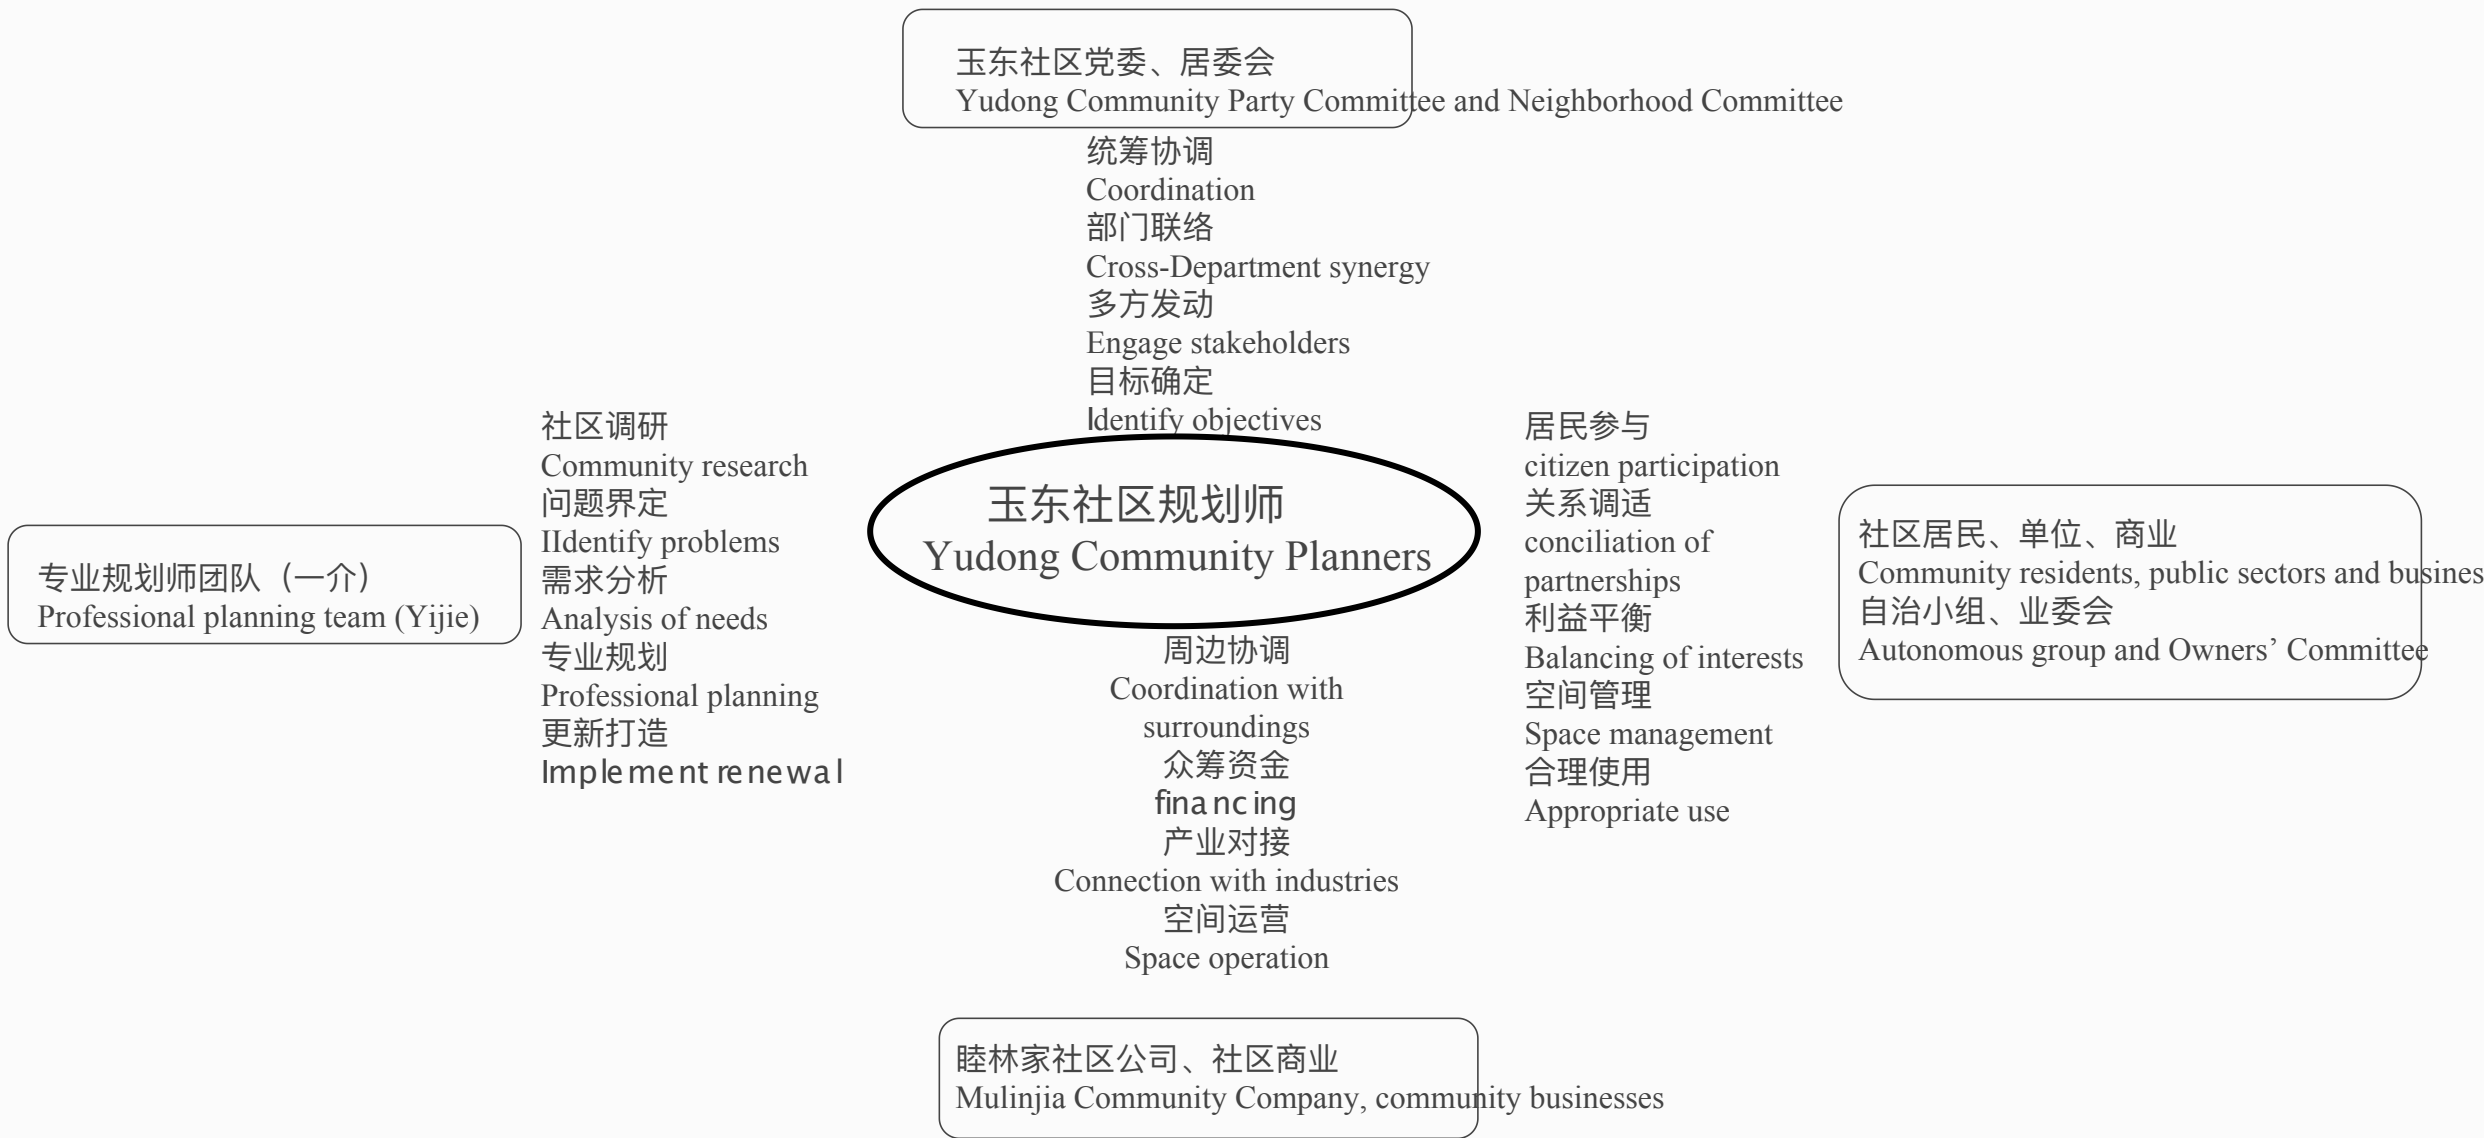 玉东社区党委、居委会
Yudong Community Party Committee and Neighborhood Committee
统筹协调
Coordination
部门联络
Cross-Department synergy
多方发动
Engage stakeholders
目标确定
Identify objectives
社区调研
Community research
问题界定
IIdentify problems
需求分析
Analysis of needs
专业规划
Professional planning
更新打造
Implement renewal
专业规划师团队（一介）
Professional planning team (Yijie)
玉东社区规划师
Yudong Community Planners
居民参与
citizen participation
关系调适
conciliation of
partnerships
利益平衡
Balancing of interests
空间管理
Space management
合理使用
Appropriate use
社区居民、单位、商业
Community residents, public sectors and busines
自治小组、业委会
Autonomous group and Owners’ Committee
周边协调
Coordination with
surroundings
众筹资金
financing
产业对接
Connection with industries
空间运营
Space operation
睦林家社区公司、社区商业
Mulinjia Community Company, community businesses